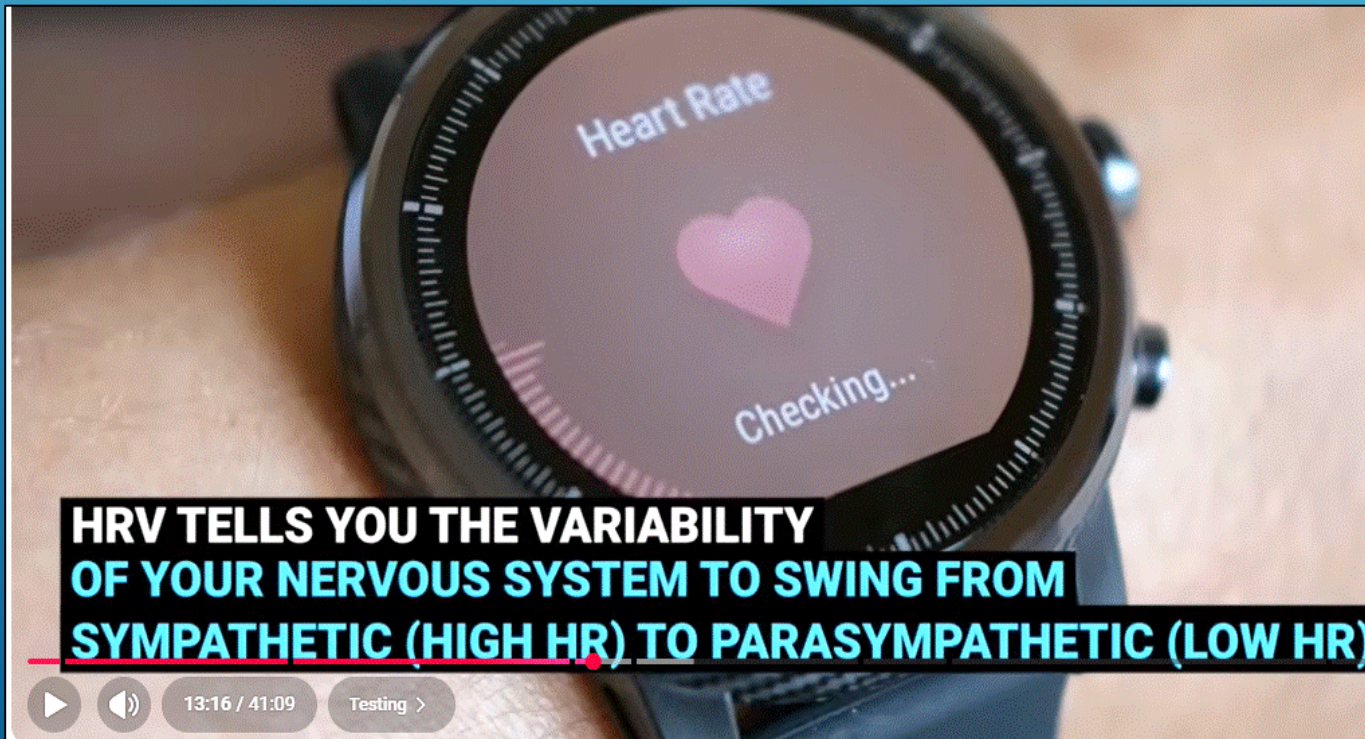 Heart Rate
Checking...
HRV TELLS YOU THE VARIABILITY
OF YOUR NERVOUS SYSTEM TO SWING FROM
SYMPATHETIC (HIGH HR) TO PARASYMPATHETIC (LOW HR)
13:16 / 41:09
Testing >